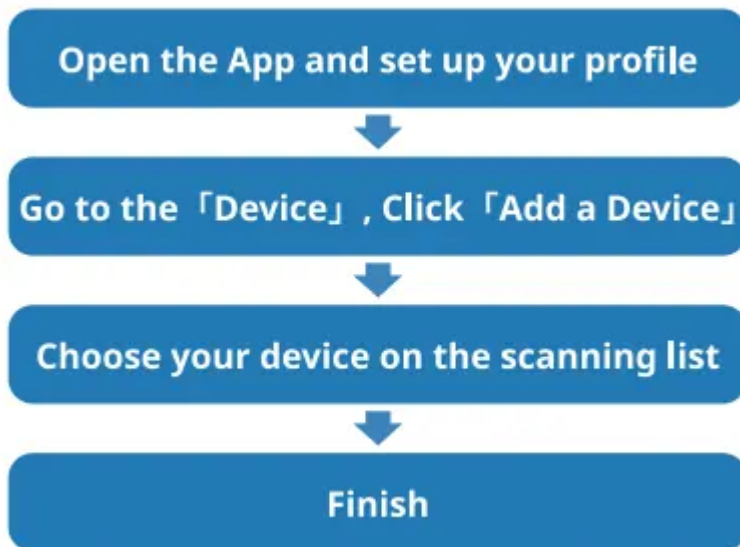 Open the App and set up your profile
Go to the「Device」, Click「Add a Device」
Choose your device on the scanning list
Finish